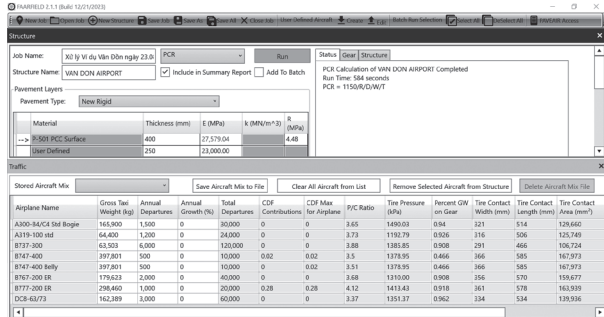 FAARFIELD 2.1.1 (Build 12/21/2023)
New Job Open Job New Structure Save Job Save As Save All Close Job User Defined Aircraft Create Edit Batch Run Selection Select All DeSelect All PAVEAIR Access
Structure
Job Name: Xử lý Ví dụ Vân Đồn ngày 23.0 PCR Run
Structure Name: VAN DON AIRPORT Include in Summary Report Add To Batch
Pavement Layers
Pavement Type: New Rigid
Material Thickness (mm) E (MPa) k (MN/m^3) R (MPa)
--> P-501 PCC Surface 400 27,579.04 4.48
User Defined 250 23,000.00
Status Gear Structure
PCR Calculation of VAN DON AIRPORT Completed
Run Time: 584 seconds
PCR = 1150/R/D/W/T
Traffic
Stored Aircraft Mix Save Aircraft Mix to File Clear All Aircraft from List Remove Selected Aircraft from Structure Delete Aircraft Mix File
Airplane Name Gross Taxi Weight (kg) Annual Departures Annual Growth (%) Total Departures CDF Contributions CDF Max for Airplane P/C Ratio Tire Pressure (kPa) Percent GW on Gear Tire Contact Width (mm) Tire Contact Length (mm) Tire Contact Area (mm²)
A300-B4/C4 Std Bogie 165,900 1,500 0 30,000 0 0 3.65 1490.03 0.94 321 514 129,660
A319-100 std 64,400 1,200 0 24,000 0 0 3.73 1192.79 0.926 316 506 125,749
B737-300 63,503 6,000 0 120,000 0 0 3.88 1385.85 0.908 291 466 106,724
B747-400 397,801 500 0 10,000 0.02 0.02 3.5 1378.95 0.466 366 585 167,973
B747-400 Belly 397,801 500 0 10,000 0 0.02 3.51 1378.95 0.466 366 585 167,973
B767-200 ER 179,623 2,000 0 40,000 0 0 3.68 1310.00 0.908 356 570 159,677
B777-200 ER 298,460 1,000 0 20,000 0.28 0.28 4.12 1413.43 0.918 361 578 163,939
DC8-63/73 162,389 3,000 0 60,000 0 0 3.37 1351.37 0.962 334 534 139,936